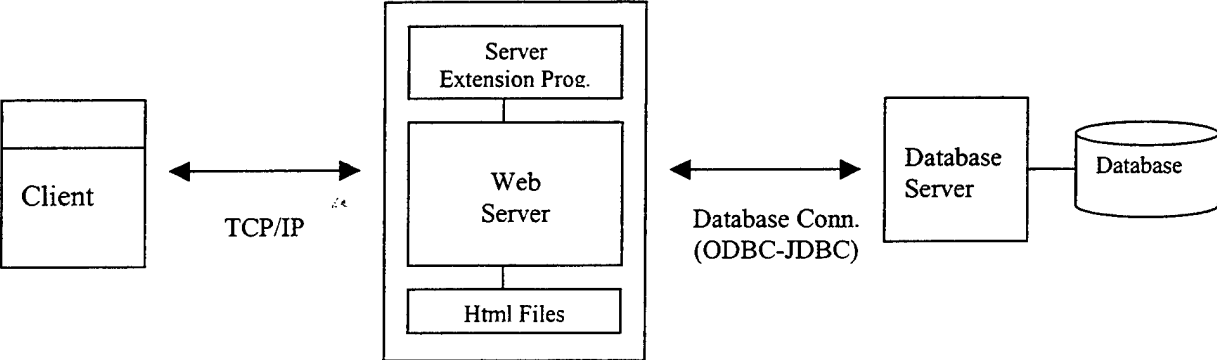 Client
TCP/IP
Server
Extension Prog.
Web
Server
Html Files
Database Conn.
(ODBC-JDBC)
Database
Server
Database